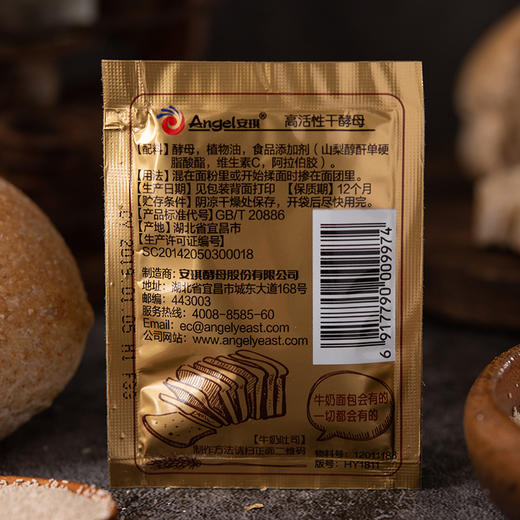 Angel安琪® 高活性干酵母
【配料】酵母，植物油，食品添加剂（山梨醇酐单硬
脂酸酯，维生素C，阿拉伯胶）。
【用法】混在面粉里或开始揉面时掺在面团里。
【生产日期】见包装背面打印 【保质期】12个月
【贮存条件】阴凉干燥处保存，开袋后尽快用完。
【产品标准代号】GB/T 20886
【产地】湖北省宜昌市
【生产许可证编号】
SC20142050300018
制造商：安琪酵母股份有限公司
地址：湖北省宜昌市城东大道168号
邮编：443003
服务热线：4008-8585-60
Email：ec@angelyeast.com
公司网站：www.angelyeast.com
6917790009974
牛奶面包会有的
一切都会有的
【牛奶吐司】
制作方法请扫正面二维码
物料号：12011183
版号：HY1811